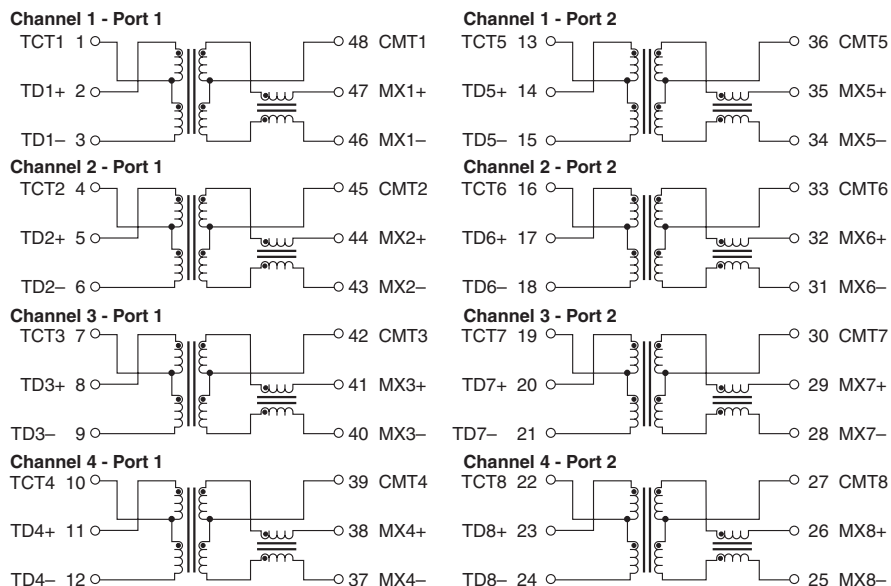 Channel 1 - Port 1
TCT1 1 48 CMT1
TD1+ 2 47 MX1+
TD1– 3 46 MX1–
Channel 2 - Port 1
TCT2 4 45 CMT2
TD2+ 5 44 MX2+
TD2– 6 43 MX2–
Channel 3 - Port 1
TCT3 7 42 CMT3
TD3+ 8 41 MX3+
TD3– 9 40 MX3–
Channel 4 - Port 1
TCT4 10 39 CMT4
TD4+ 11 38 MX4+
TD4– 12 37 MX4–
Channel 1 - Port 2
TCT5 13 36 CMT5
TD5+ 14 35 MX5+
TD5– 15 34 MX5–
Channel 2 - Port 2
TCT6 16 33 CMT6
TD6+ 17 32 MX6+
TD6– 18 31 MX6–
Channel 3 - Port 2
TCT7 19 30 CMT7
TD7+ 20 29 MX7+
TD7– 21 28 MX7–
Channel 4 - Port 2
TCT8 22 27 CMT8
TD8+ 23 26 MX8+
TD8– 24 25 MX8–